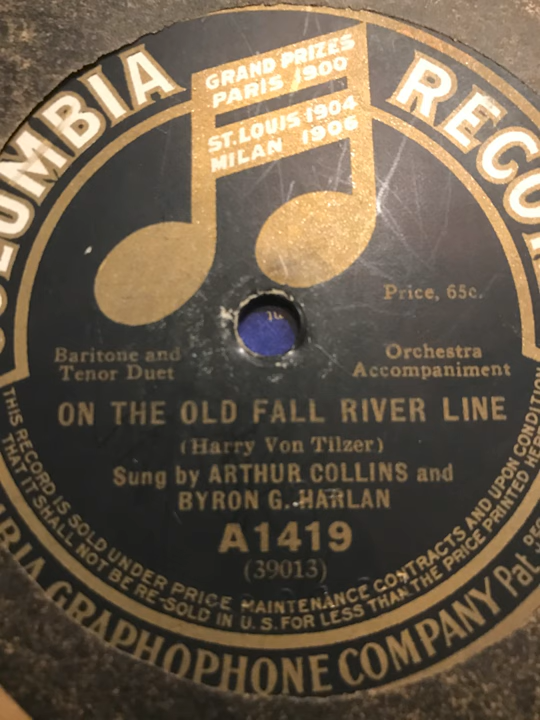 COLUMBIA RECOR
GRAND PRIZES
PARIS 1900
ST. LOUIS 1904
MILAN 1906
Price, 65c.
Baritone and
Tenor Duet
Orchestra
Accompaniment
ON THE OLD FALL RIVER LINE
(Harry Von Tilzer)
Sung by ARTHUR COLLINS and
BYRON G. HARLAN
A1419
(39013)
THIS RECORD IS SOLD UNDER PRICE MAINTENANCE CONTRACTS AND UPON CONDITION
THAT IT SHALL NOT BE RE-SOLD IN U.S. FOR LESS THAN THE PRICE PRINTED HERE
MBIA GRAPHOPHONE COMPANY Pat.